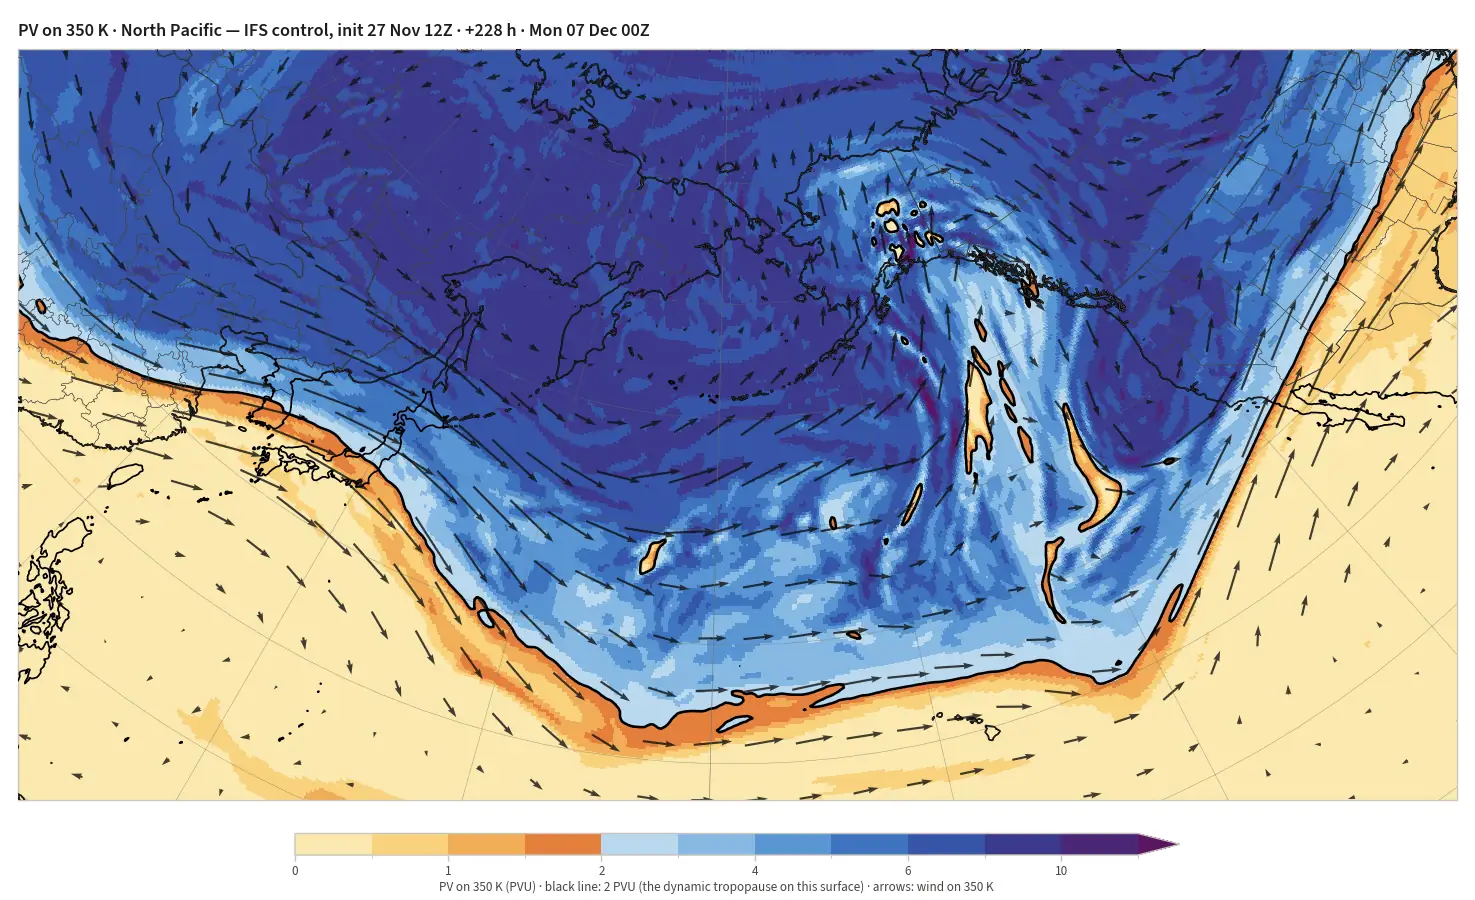 PV on 350 K · North Pacific — IFS control, init 27 Nov 12Z · +228 h · Mon 07 Dec 00Z
0 1 2 4 6 10
PV on 350 K (PVU) · black line: 2 PVU (the dynamic tropopause on this surface) · arrows: wind on 350 K